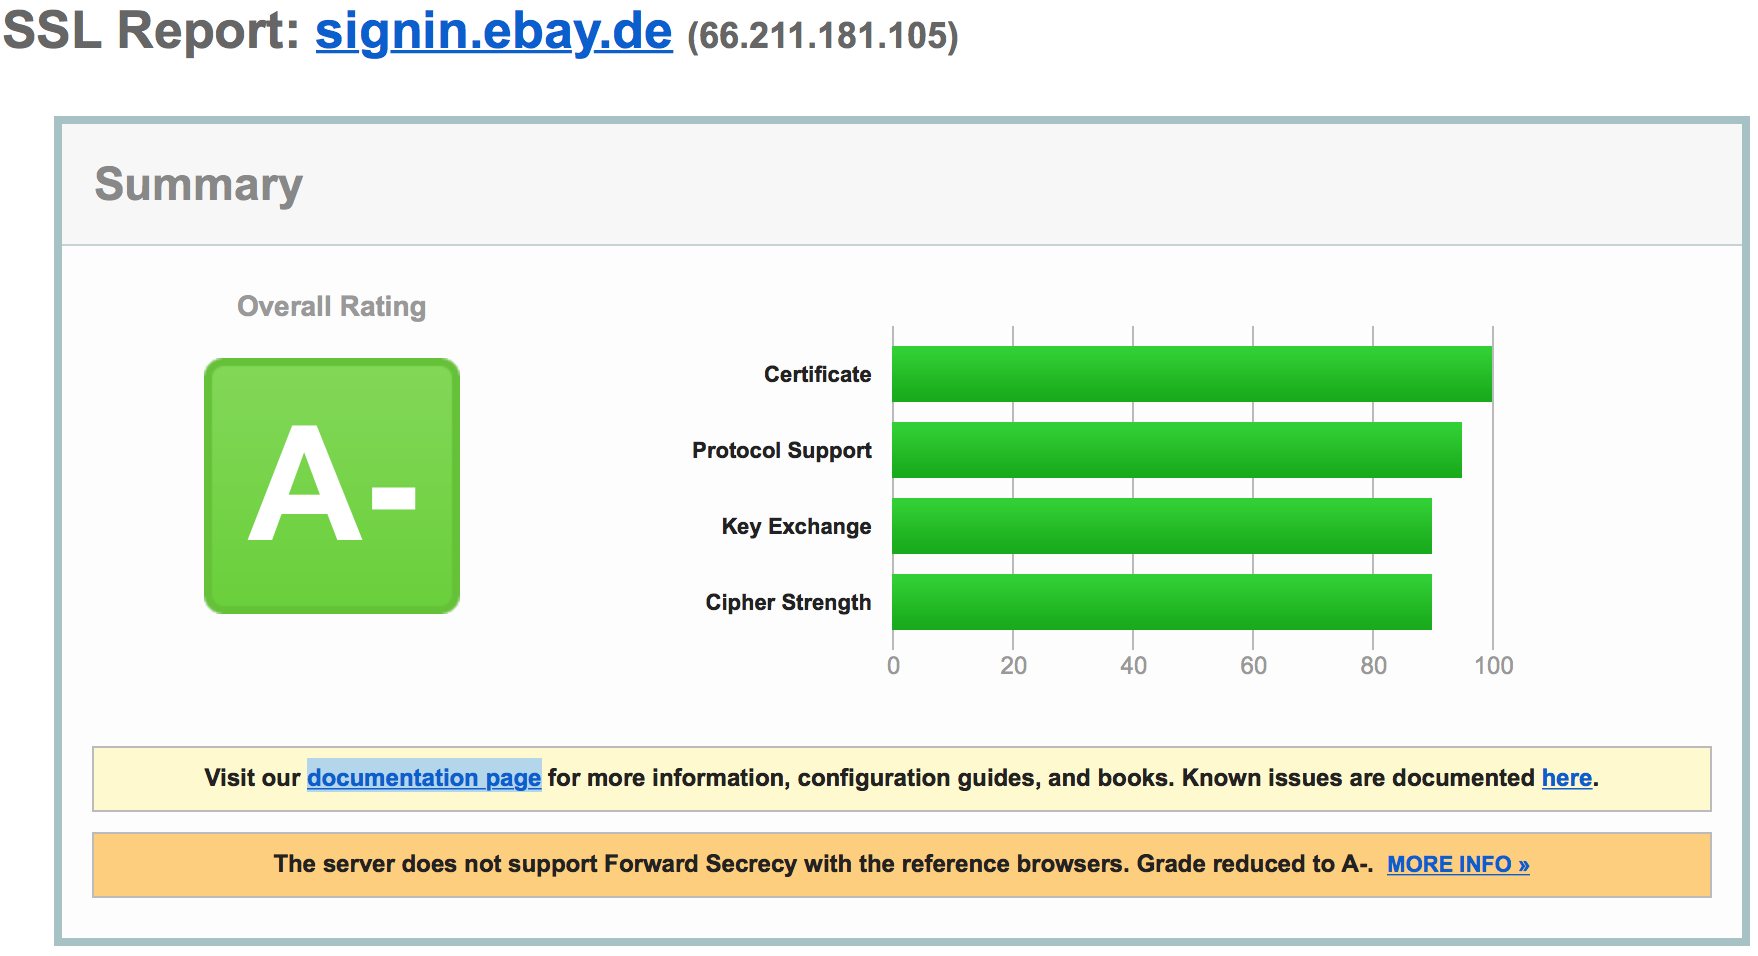 SSL Report: signin.ebay.de (66.211.181.105)
Summary
Overall Rating
A-
Certificate
Protocol Support
Key Exchange
Cipher Strength
0 20 40 60 80 100
Visit our documentation page for more information, configuration guides, and books. Known issues are documented here.
The server does not support Forward Secrecy with the reference browsers. Grade reduced to A-. MORE INFO »